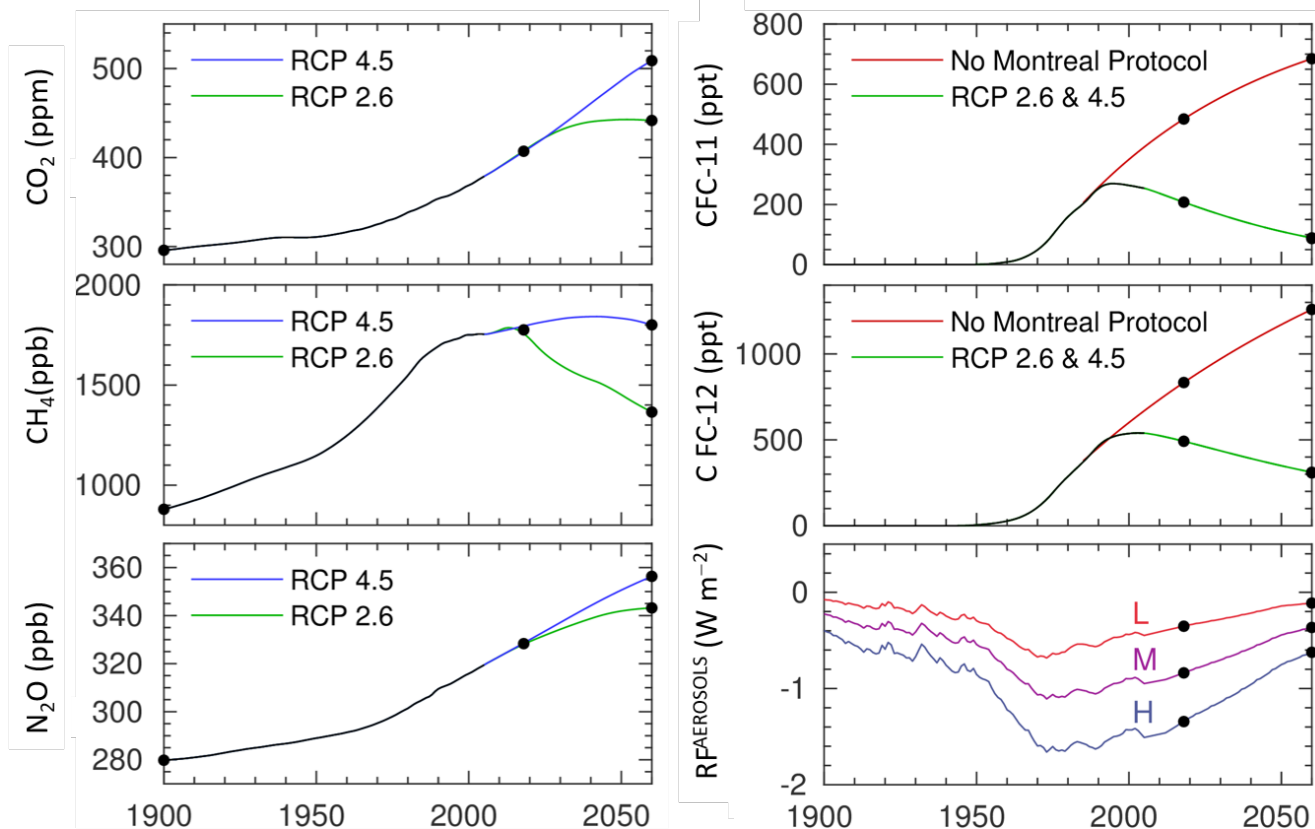 CO2 (ppm)
500
400
300
RCP 4.5
RCP 2.6
CH4(ppb)
2000
1500
1000
RCP 4.5
RCP 2.6
N2O (ppb)
360
340
320
300
280
RCP 4.5
RCP 2.6
1900 1950 2000 2050
CFC-11 (ppt)
800
600
400
200
0
No Montreal Protocol
RCP 2.6 & 4.5
C FC-12 (ppt)
1000
500
0
No Montreal Protocol
RCP 2.6 & 4.5
RFAEROSOLS (W m−2)
0
-1
-2
L
M
H
1900 1950 2000 2050